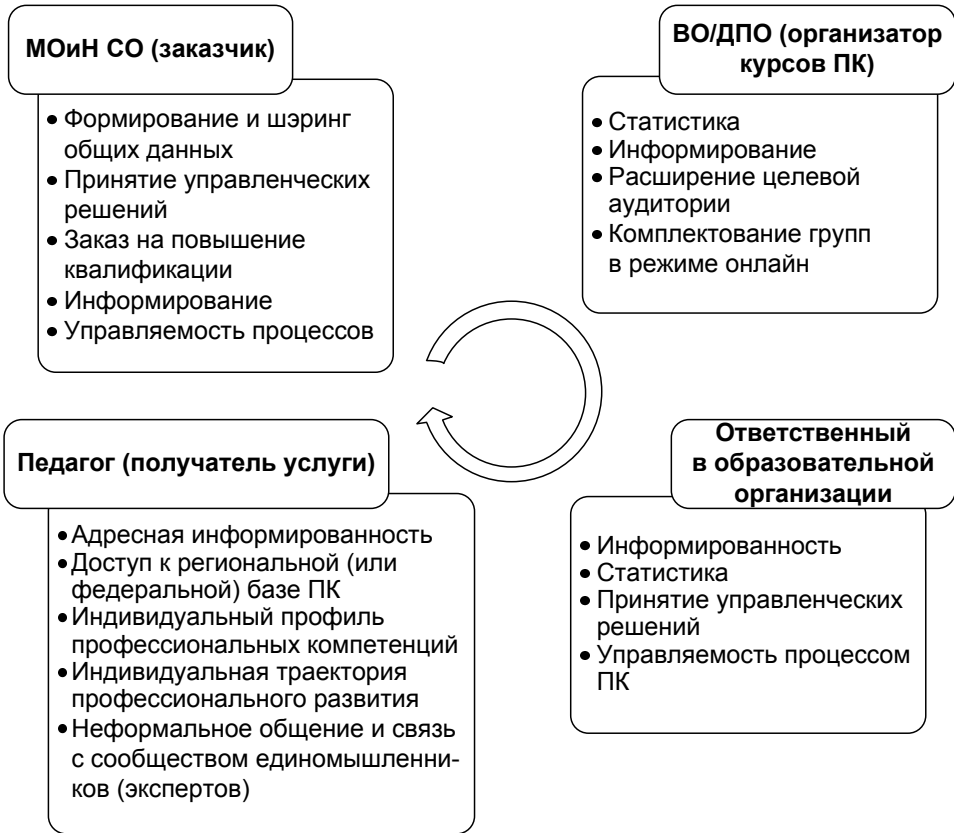 МОиН СО (заказчик)
• Формирование и шэринг
общих данных
• Принятие управленческих
решений
• Заказ на повышение
квалификации
• Информирование
• Управляемость процессов
ВО/ДПО (организатор
курсов ПК)
• Статистика
• Информирование
• Расширение целевой
аудитории
• Комплектование групп
в режиме онлайн
Педагог (получатель услуги)
• Адресная информированность
• Доступ к региональной (или
федеральной) базе ПК
• Индивидуальный профиль
профессиональных компетенций
• Индивидуальная траектория
профессионального развития
• Неформальное общение и связь
с сообществом единомышленни-
ков (экспертов)
Ответственный
в образовательной
организации
• Информированность
• Статистика
• Принятие управленческих
решений
• Управляемость процессом
ПК